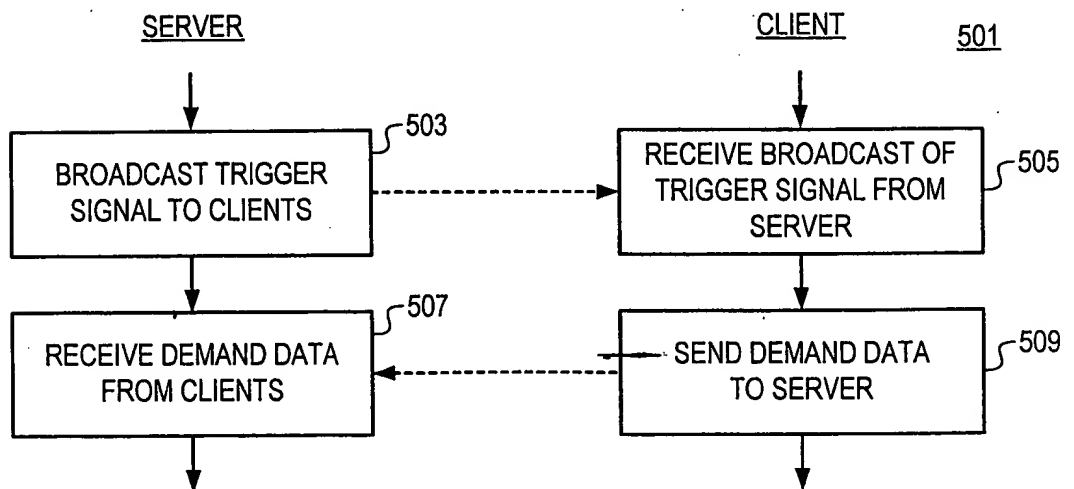 SERVER
CLIENT
501
503
BROADCAST TRIGGER
SIGNAL TO CLIENTS
RECEIVE BROADCAST OF
TRIGGER SIGNAL FROM
SERVER
505
507
RECEIVE DEMAND DATA
FROM CLIENTS
SEND DEMAND DATA
TO SERVER
509